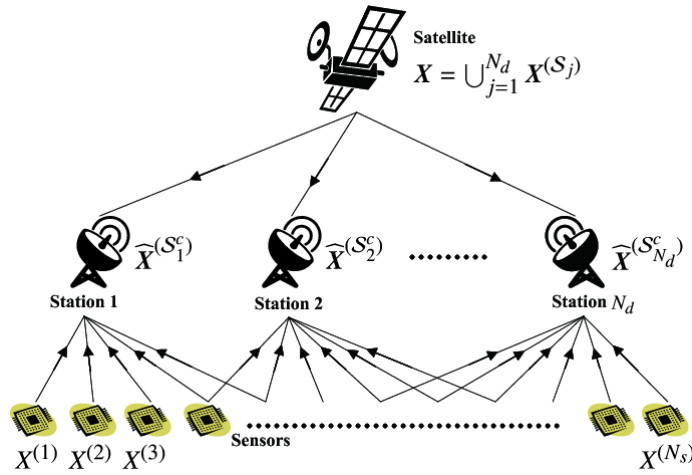 Satellite
𝑿 = ⋃_{j=1}^{N_d} 𝑿^{(𝒮_j)}
𝑿̂^{(𝒮_1^c)}
𝑿̂^{(𝒮_2^c)}
𝑿̂^{(𝒮_{N_d}^c)}
Station 1
Station 2
Station N_d
Sensors
X^{(1)}
X^{(2)}
X^{(3)}
X^{(N_s)}